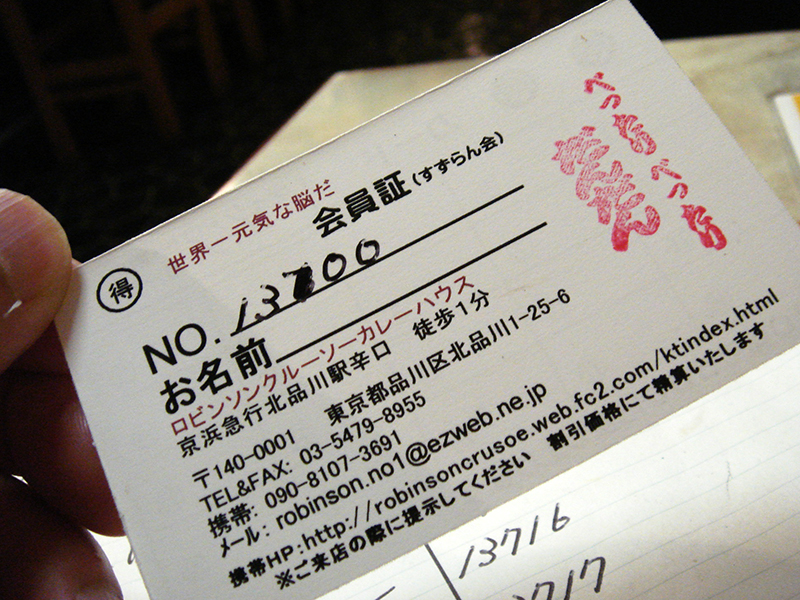 世界一元気な脳だ
会員証(すずらん会)
得
NO. 13700
お名前
ロビンソンクルーソーカレーハウス
京浜急行北品川駅辛口 徒歩1分
〒140-0001 東京都品川区北品川1-25-6
TEL&FAX: 03-5479-8955
携帯: 090-8107-3691
メール: robinson.no1@ezweb.ne.jp
携帯HP:http://robinsoncrusoe.web.fc2.com/ktindex.html
※ご来店の際に提示してください 割引価格にて精算いたします
13716